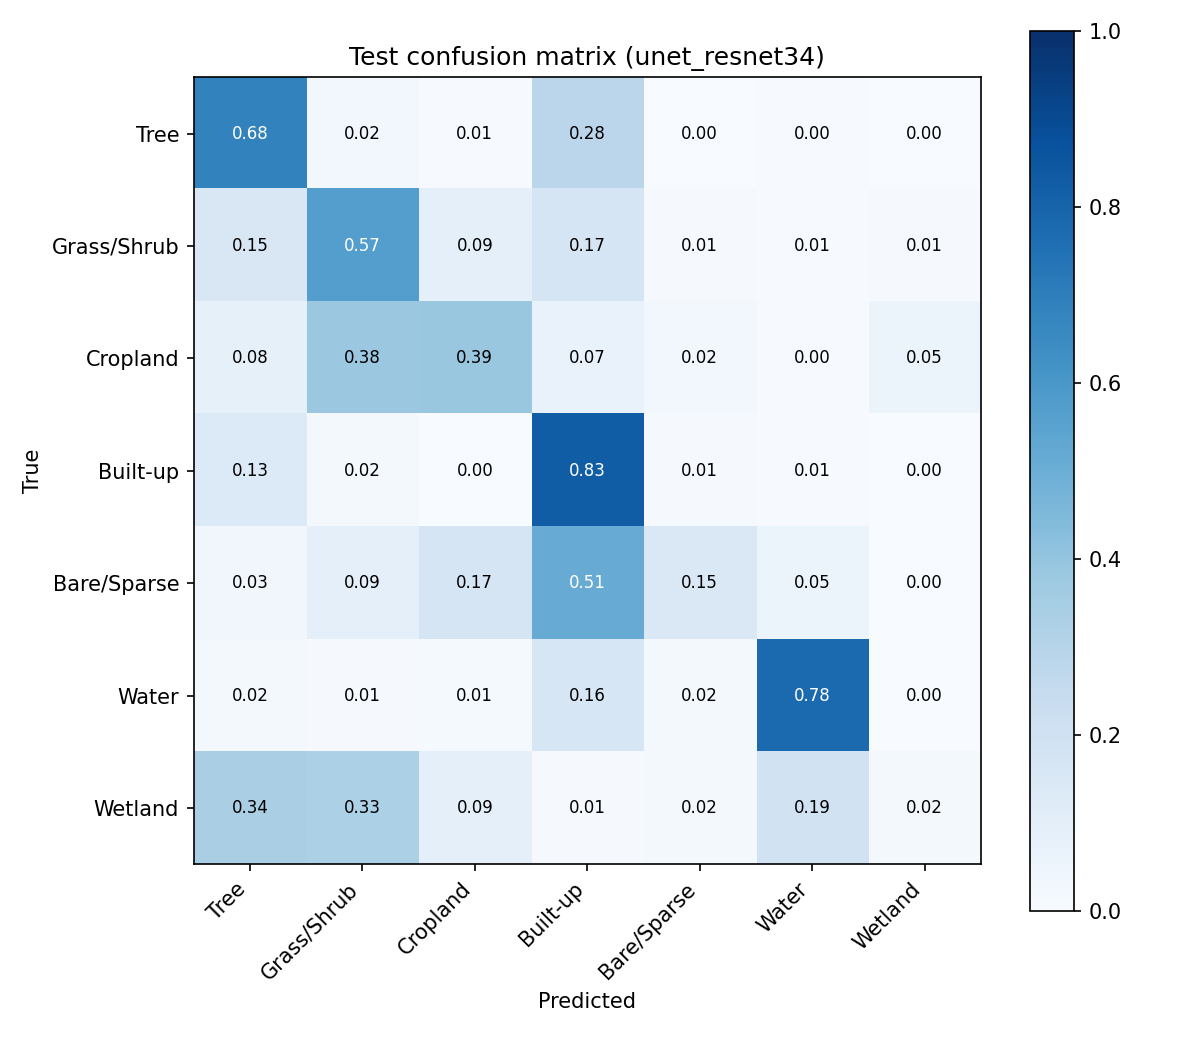 Test confusion matrix (unet_resnet34)
1.0
0.8
0.6
0.4
0.2
0.0
True
Tree 0.68 0.02 0.01 0.28 0.00 0.00 0.00
Grass/Shrub 0.15 0.57 0.09 0.17 0.01 0.01 0.01
Cropland 0.08 0.38 0.39 0.07 0.02 0.00 0.05
Built-up 0.13 0.02 0.00 0.83 0.01 0.01 0.00
Bare/Sparse 0.03 0.09 0.17 0.51 0.15 0.05 0.00
Water 0.02 0.01 0.01 0.16 0.02 0.78 0.00
Wetland 0.34 0.33 0.09 0.01 0.02 0.19 0.02
Tree Grass/Shrub Cropland Built-up Bare/Sparse Water Wetland
Predicted